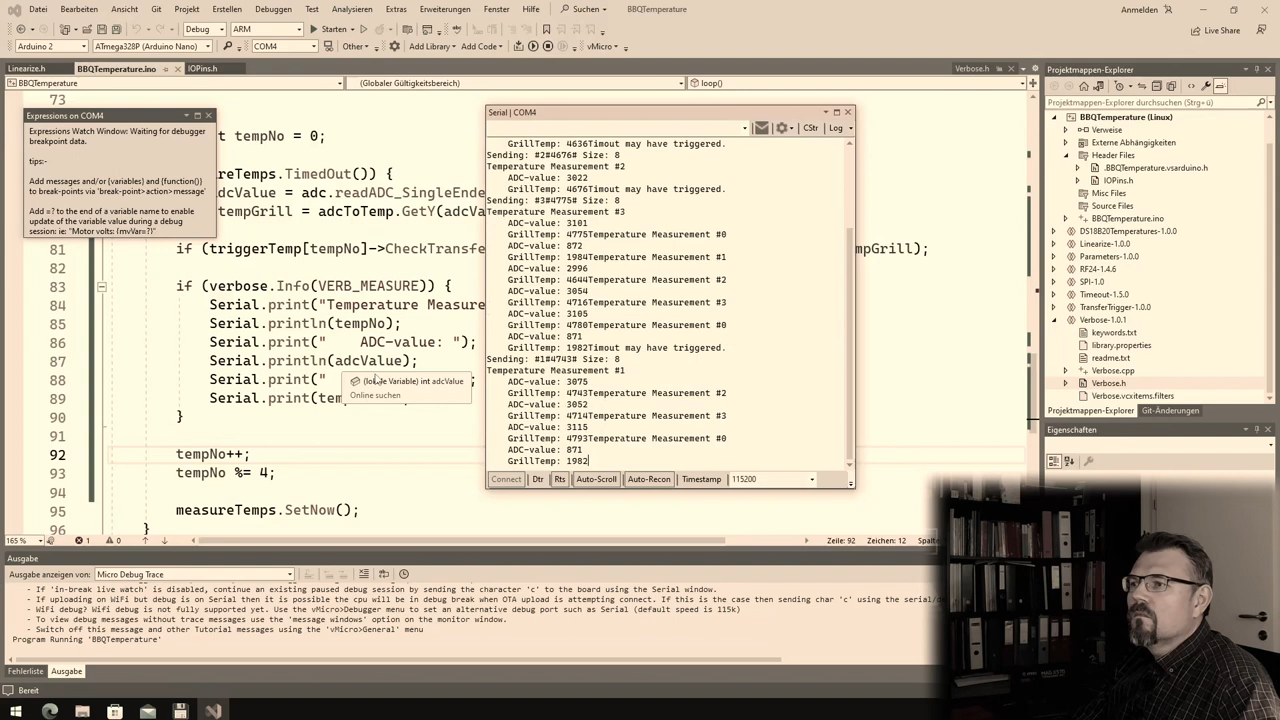 Datei Bearbeiten Ansicht Git Projekt Erstellen Debuggen Test Analysieren Extras Erweiterungen Fenster Hilfe Suchen BBQTemperature Anmelden
Debug ARM Starten Live Share
Arduino 2 ATmega328P (Arduino Nano) COM4 Other Add Library Add Code vMicro
Linearize.h BBQTemperature.ino IOPins.h Verbose.h
BBQTemperature (Globaler Gültigkeitsbereich) loop()
73
Expressions on COM4
Expressions Watch Window: Waiting for debugger
breakpoint data.
tips:-
Add messages and/or {variables} and {function()}
to break-points via 'break-point>action>message'
Add =? to the end of a variable name to enable
update of the variable value during a debug
session: ie: "Motor volts: {mvVar=?}"
t tempNo = 0;
reTemps.TimedOut()) {
dcValue = adc.readADC_SingleEnde
tempGrill = adcToTemp.GetY(adcV
81 if (triggerTemp[tempNo]->CheckTransfe
pGrill);
82
83 if (verbose.Info(VERB_MEASURE)) {
84 Serial.print("Temperature Measure
85 Serial.println(tempNo);
86 Serial.print("    ADC-value: ");
87 Serial.println(adcValue);
88 Serial.print("
89 Serial.print(tem
90 }
91
92 tempNo++;
93 tempNo %= 4;
94
95 measureTemps.SetNow();
96 }
Variable) int adcValue
Online suchen
Serial | COM4
CStr Log
GrillTemp: 4636Timout may have triggered.
Sending: #2#4676# Size: 8
Temperature Measurement #2
ADC-value: 3022
GrillTemp: 4676Timout may have triggered.
Sending: #3#4775# Size: 8
Temperature Measurement #3
ADC-value: 3101
GrillTemp: 4775Temperature Measurement #0
ADC-value: 872
GrillTemp: 1984Temperature Measurement #1
ADC-value: 2996
GrillTemp: 4644Temperature Measurement #2
ADC-value: 3054
GrillTemp: 4716Temperature Measurement #3
ADC-value: 3105
GrillTemp: 4780Temperature Measurement #0
ADC-value: 871
GrillTemp: 1982Timout may have triggered.
Sending: #1#4743# Size: 8
Temperature Measurement #1
ADC-value: 3075
GrillTemp: 4743Temperature Measurement #2
ADC-value: 3052
GrillTemp: 4714Temperature Measurement #3
ADC-value: 3115
GrillTemp: 4793Temperature Measurement #0
ADC-value: 871
GrillTemp: 1982
Connect Dtr Rts Auto-Scroll Auto-Recon Timestamp 115200
165 % 1 0 Zeile: 92 Zeichen: 12 Spalt
Projektmappen-Explorer
Projektmappen-Explorer durchsuchen (Strg+ü)
BBQTemperature (Linux)
Verweise
Externe Abhängigkeiten
Header Files
.BBQTemperature.vsarduino.h
IOPins.h
Misc Files
Source Files
BBQTemperature.ino
DS18B20Temperatures-1.0.0
Linearize-1.0.0
Parameters-1.0.0
RF24-1.4.6
SPI-1.0
Timeout-1.5.0
TransferTrigger-1.0.0
Verbose-1.0.1
keywords.txt
library.properties
readme.txt
Verbose.cpp
Verbose.h
Verbose.vcxitems.filters
Projektmappen-Explorer Git-Änderungen
Eigenschaften
Ausgabe
Ausgabe anzeigen von: Micro Debug Trace
- If 'in-break live watch' is disabled, continue an existing paused debug session by sending the character 'c' to the board using the Serial window.
- If uploading on WiFi but debug is on Serial then it is possible the cpu will be in debug break when OTA upload is attempting connect. If this is the case then sending char 'c' using the serial/
- WiFi debug? Wifi debug is not fully supported yet. Use the vMicro>Debugger menu to set an alternative debug port such as Serial (default speed is 115k)
- To view debug messages without trace messages use the 'message windows' option on the monitor window.
- Switch off this message and other Tutorial messages using the 'vMicro>General' menu
Program Running 'BBQTemperature'
Fehlerliste Ausgabe
Bereit